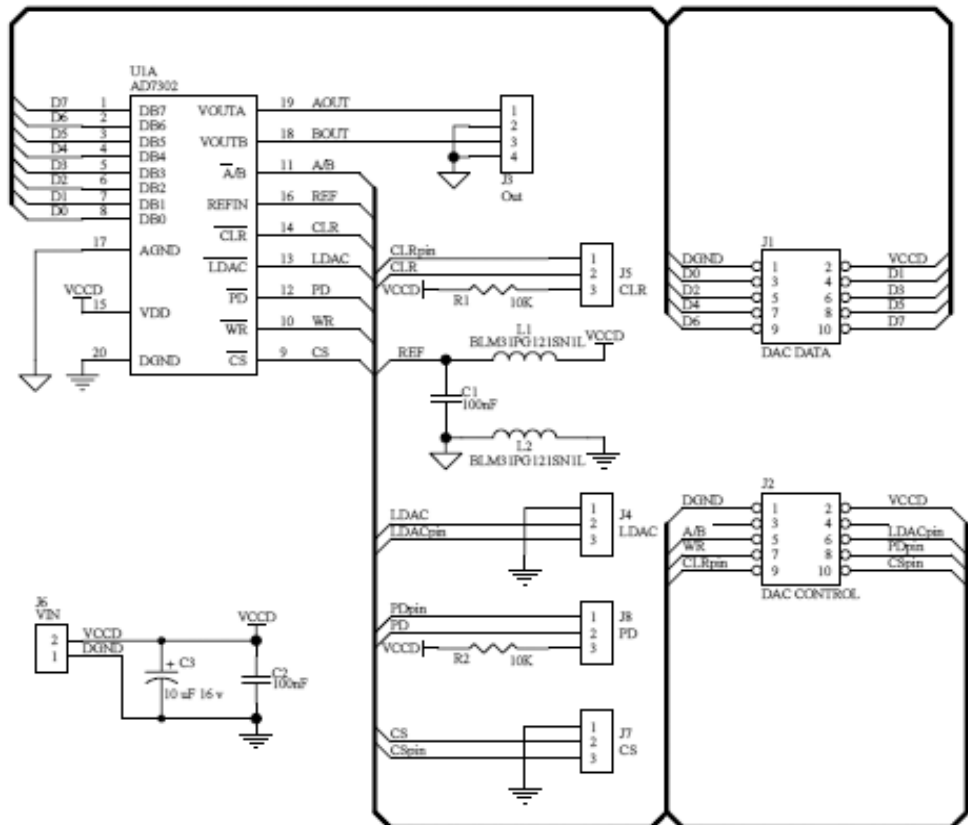 U1A
AD7302
D7 1 DB7 VOUTA 19 AOUT
D6 2 DB6
D5 3 DB5 VOUTB 18 BOUT
D4 4 DB4
D3 5 DB3 A/B 11 A/B
D2 6 DB2
D1 7 DB1 REFIN 16 REF
D0 8 DB0
CLR 14 CLR
17 AGND
LDAC 13 LDAC
VCCD
PD 12 PD
15 VDD
WR 10 WR
20 DGND CS 9 CS
1
2
3
4
J3
Out
CLRpin 1
CLR 2 J5
VCCD R1 10K 3 CLR
L1
BLM31PG121SN1L
VCCD
REF
C1
100nF
L2
BLM31PG121SN1L
J1
DGND 1 2 VCCD
D0 3 4 D1
D2 5 6 D3
D4 7 8 D5
D6 9 10 D7
DAC DATA
1 J4
LDAC 2 LDAC
LDACpin 3
J2
DGND 1 2 VCCD
3 4 LDACpin
A/B 5 6 PDpin
WR 7 8 CSpin
CLRpin 9 10
DAC CONTROL
PDpin 1 J8
PD 2 PD
VCCD R2 10K 3
J6
VIN
2 VCCD
1 DGND
VCCD
+ C3
10 uF 16 v
C2
100nF
1 J7
CS 2 CS
CSpin 3